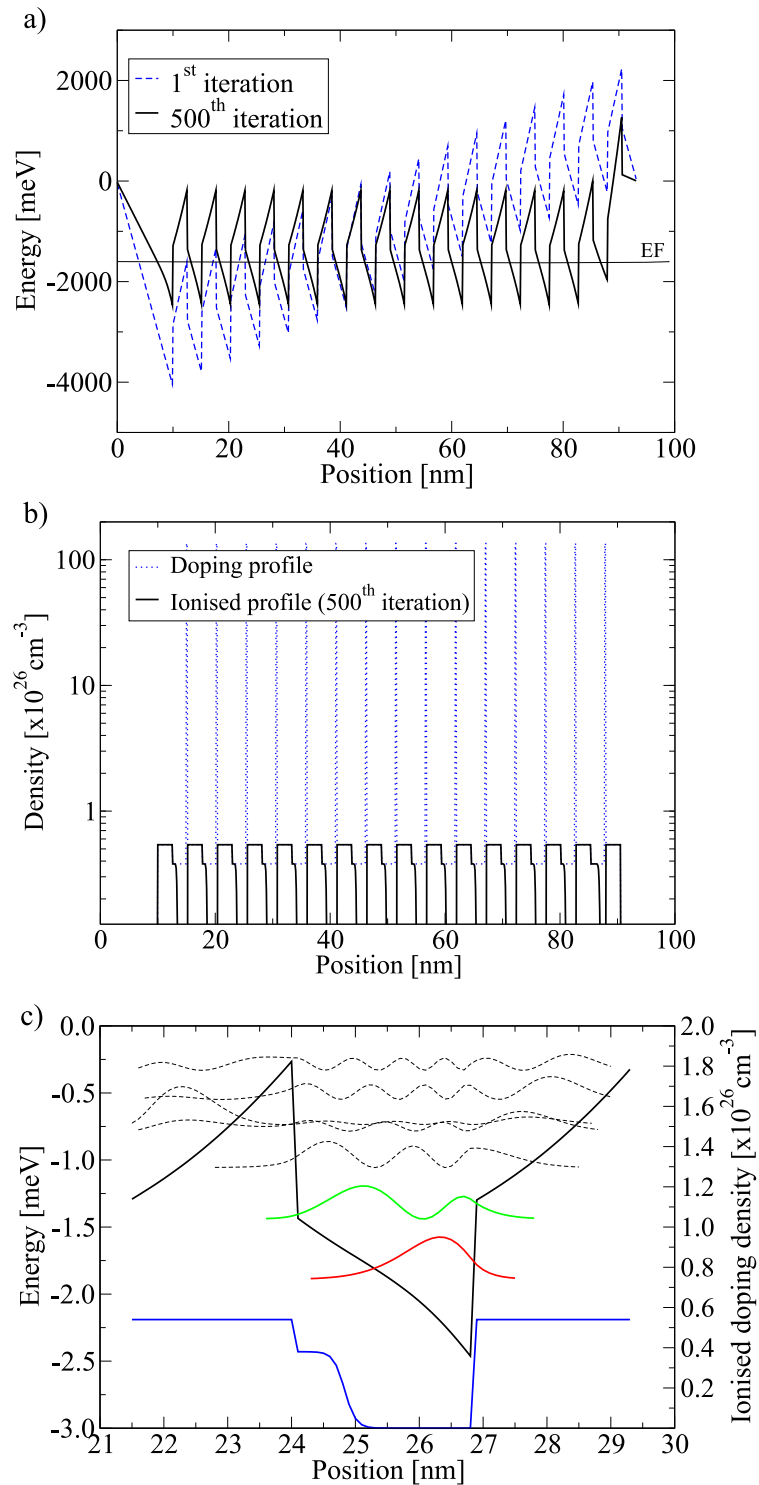 a)
1st iteration
500th iteration
2000
0
-2000
-4000
Energy [meV]
EF
0 20 40 60 80 100
Position [nm]
b)
Doping profile
Ionised profile (500th iteration)
100
10
1
Density [x10^26 cm^-3]
0 20 40 60 80 100
Position [nm]
c)
0.0
-0.5
-1.0
-1.5
-2.0
-2.5
-3.0
Energy [meV]
2.0
1.8
1.6
1.4
1.2
1.0
0.8
0.6
0.4
0.2
Ionised doping density [x10^26 cm^-3]
21 22 23 24 25 26 27 28 29 30
Position [nm]